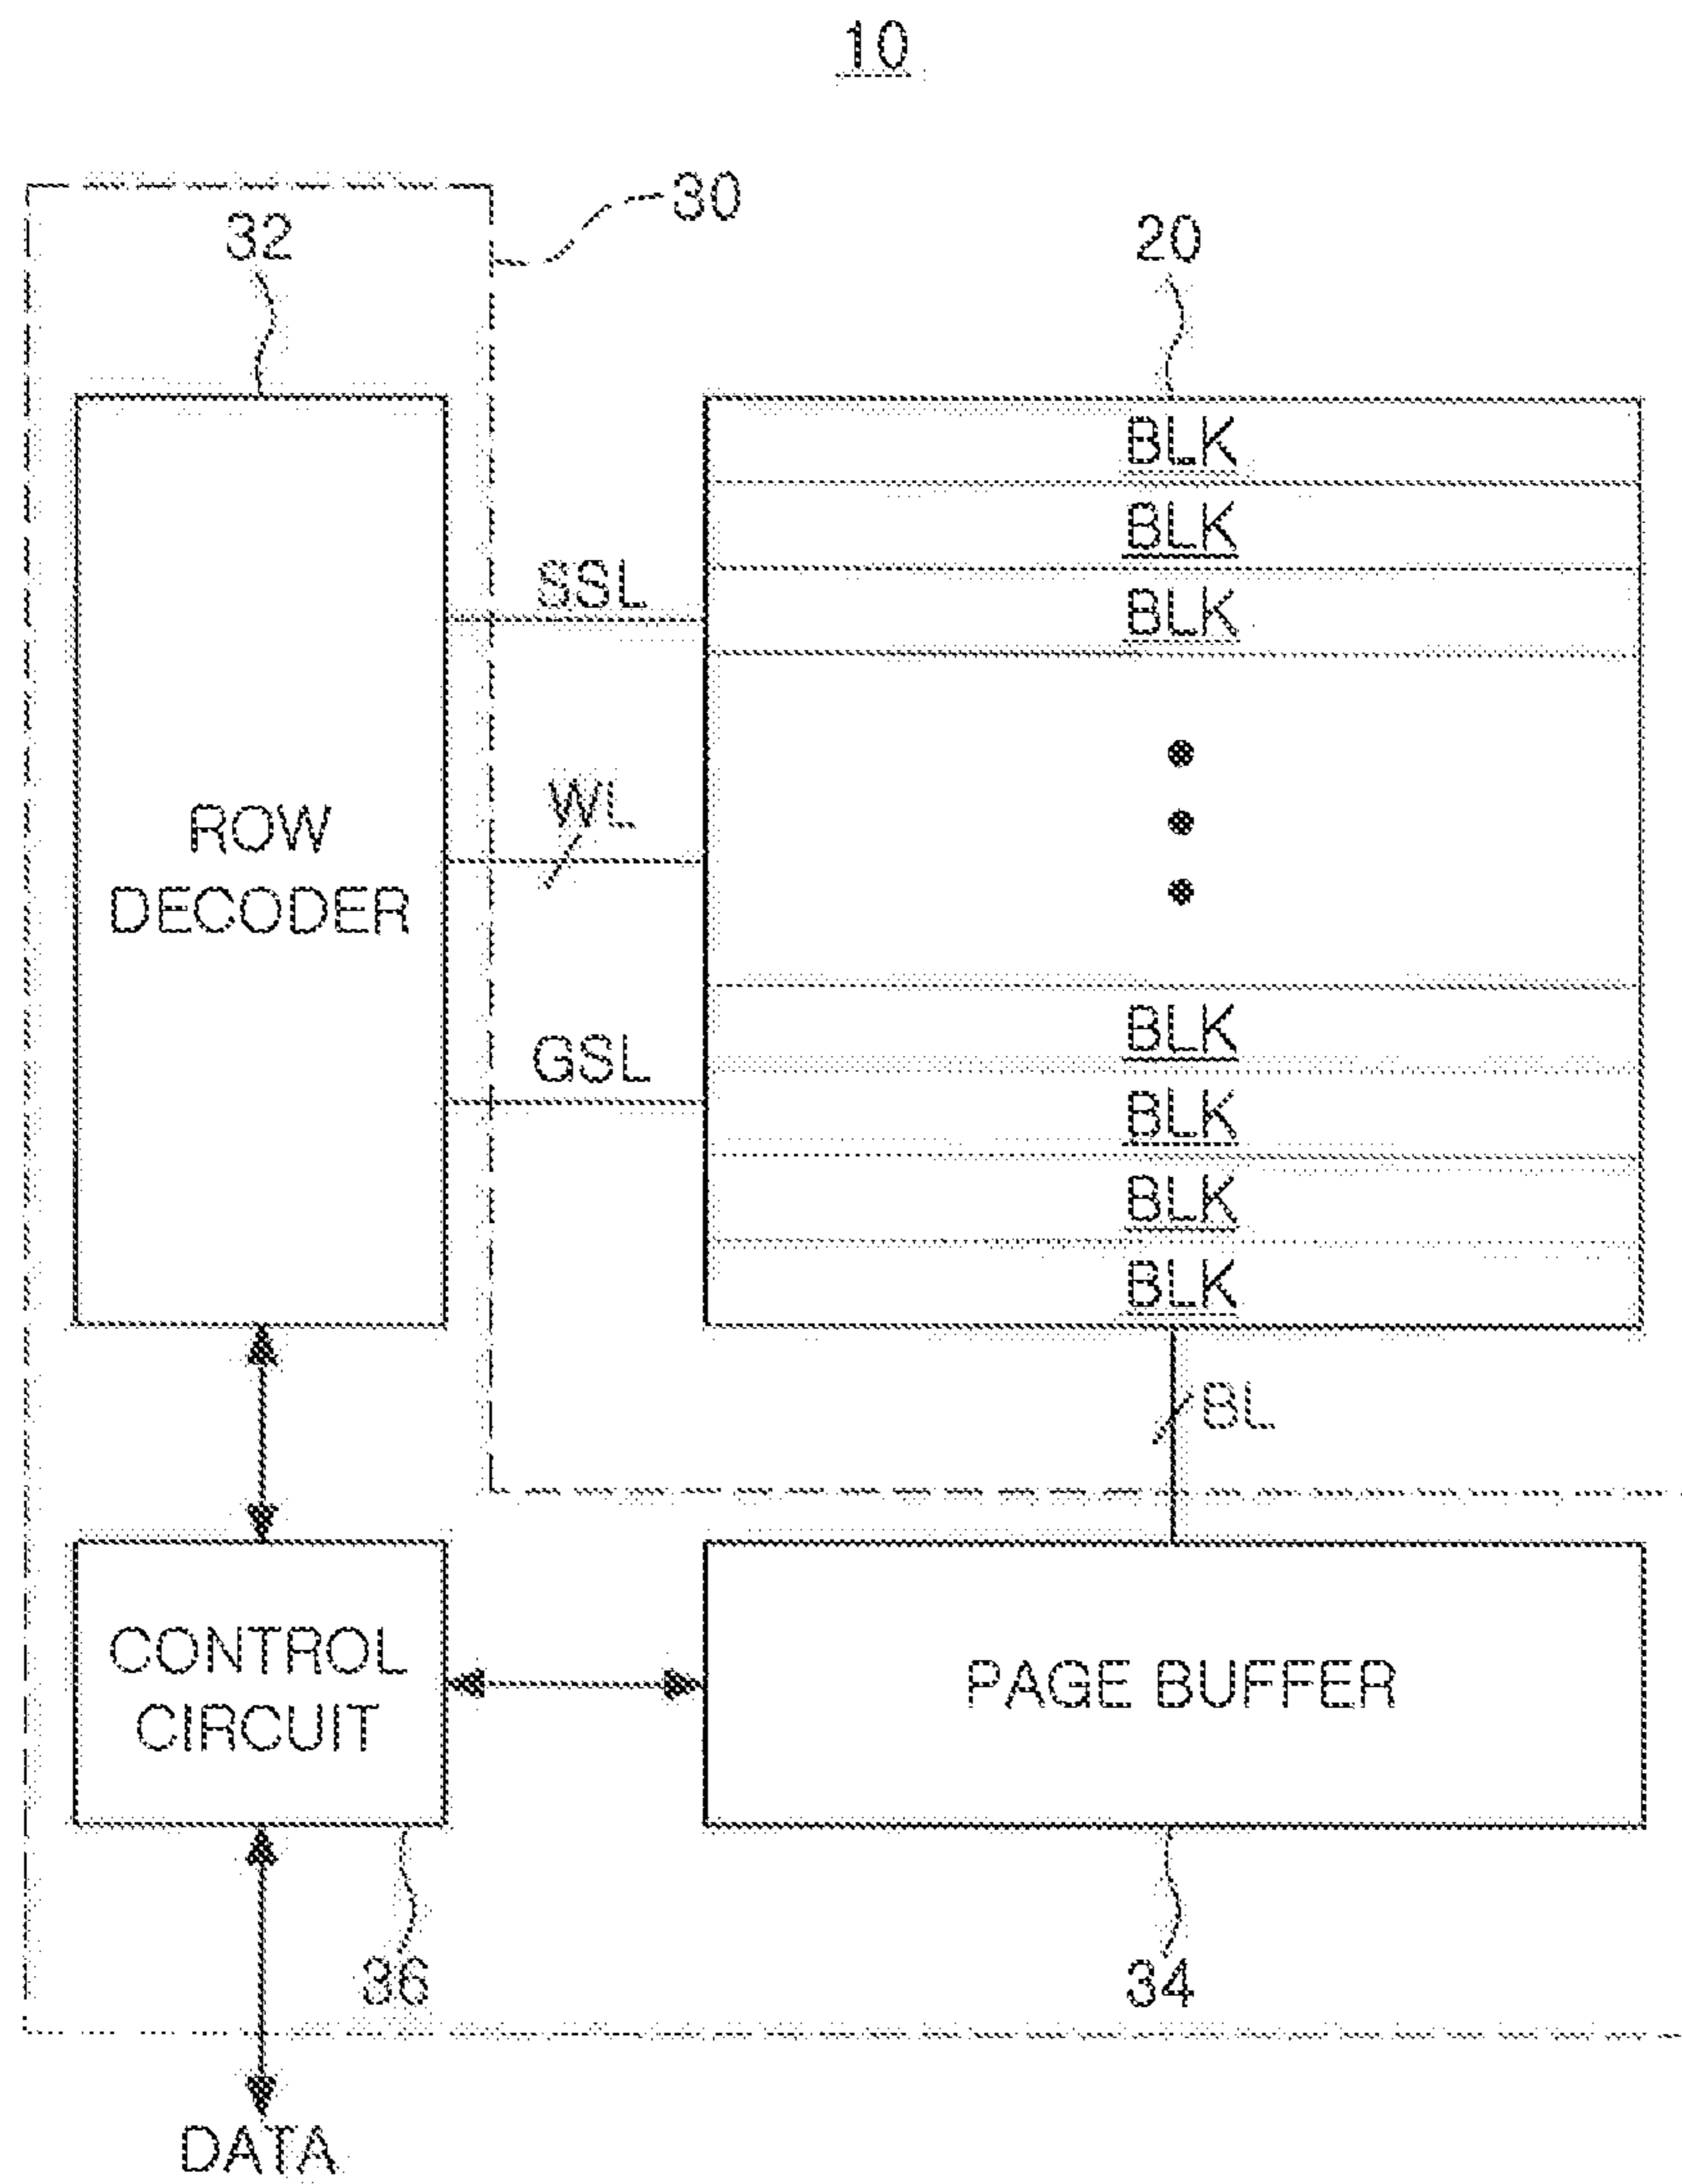 10
30
32
20
BLK
BLK
BLK
SSL
WL
ROW
DECODER
GSL
BLK
BLK
BLK
BLK
BL
CONTROL
CIRCUIT
PAGE BUFFER
36
34
DATA